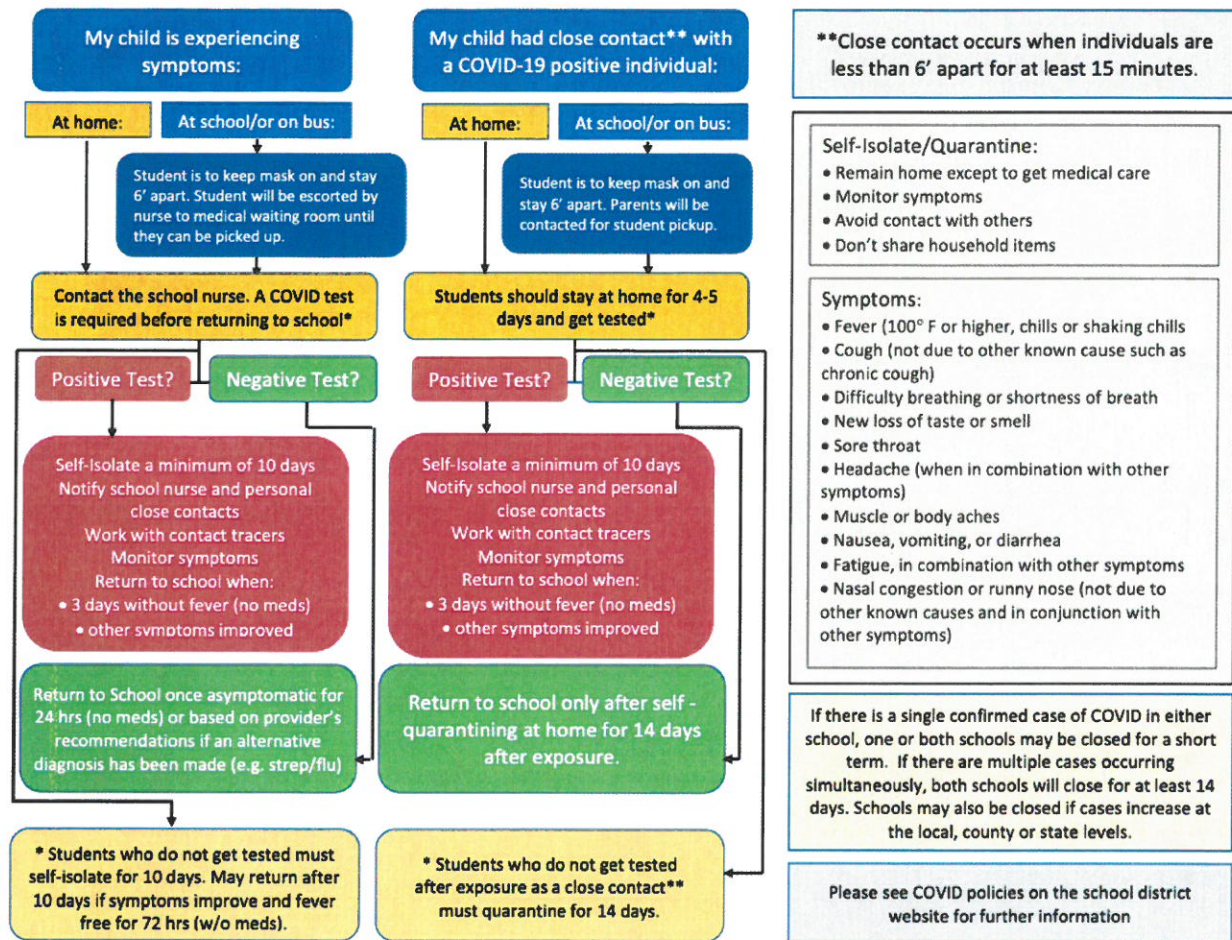 My child is experiencing
symptoms:
At home:
At school/or on bus:
Student is to keep mask on and stay
6' apart. Student will be escorted by
nurse to medical waiting room until
they can be picked up.
Contact the school nurse. A COVID test
is required before returning to school*
Positive Test?
Negative Test?
Self-Isolate a minimum of 10 days
Notify school nurse and personal
close contacts
Work with contact tracers
Monitor symptoms
Return to school when:
• 3 days without fever (no meds)
• other symptoms improved
Return to School once asymptomatic for
24 hrs (no meds) or based on provider's
recommendations if an alternative
diagnosis has been made (e.g. strep/flu)
* Students who do not get tested must
self-isolate for 10 days. May return after
10 days if symptoms improve and fever
free for 72 hrs (w/o meds).
My child had close contact** with
a COVID-19 positive individual:
At home:
At school/or on bus:
Student is to keep mask on and
stay 6' apart. Parents will be
contacted for student pickup.
Students should stay at home for 4-5
days and get tested*
Positive Test?
Negative Test?
Self-Isolate a minimum of 10 days
Notify school nurse and personal
close contacts
Work with contact tracers
Monitor symptoms
Return to school when:
• 3 days without fever (no meds)
• other symptoms improved
Return to school only after self -
quarantining at home for 14 days
after exposure.
* Students who do not get tested
after exposure as a close contact**
must quarantine for 14 days.
**Close contact occurs when individuals are
less than 6' apart for at least 15 minutes.
Self-Isolate/Quarantine:
• Remain home except to get medical care
• Monitor symptoms
• Avoid contact with others
• Don't share household items
Symptoms:
• Fever (100° F or higher, chills or shaking chills
• Cough (not due to other known cause such as
chronic cough)
• Difficulty breathing or shortness of breath
• New loss of taste or smell
• Sore throat
• Headache (when in combination with other
symptoms)
• Muscle or body aches
• Nausea, vomiting, or diarrhea
• Fatigue, in combination with other symptoms
• Nasal congestion or runny nose (not due to
other known causes and in conjunction with
other symptoms)
If there is a single confirmed case of COVID in either
school, one or both schools may be closed for a short
term. If there are multiple cases occurring
simultaneously, both schools will close for at least 14
days. Schools may also be closed if cases increase at
the local, county or state levels.
Please see COVID policies on the school district
website for further information